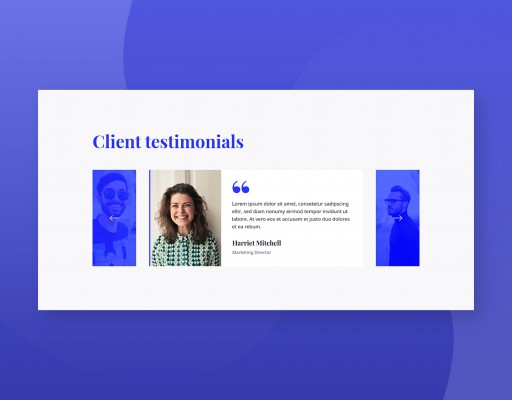 Client testimonials
Lorem ipsum dolor sit amet, consetetur sadipscing
elitr, sed diam nonumy eirmod tempor invidunt ut
labore. At vero eos et accusam et justo duo dolores
et ea rebum.
Harriet Mitchell
Marketing Director